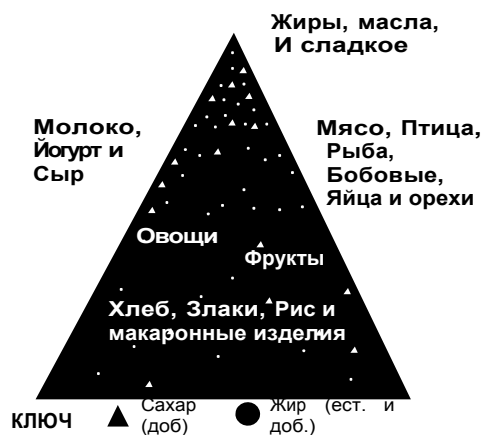 Жиры, масла,
И сладкое
Молоко,
Йогурт и
Сыр
Мясо, Птица,
Рыба,
Бобовые,
Яйца и орехи
Овощи
Фрукты
Хлеб, Злаки, Рис и
макаронные изделия
КЛЮЧ
Сахар
(доб)
Жир (ест. и
доб.)